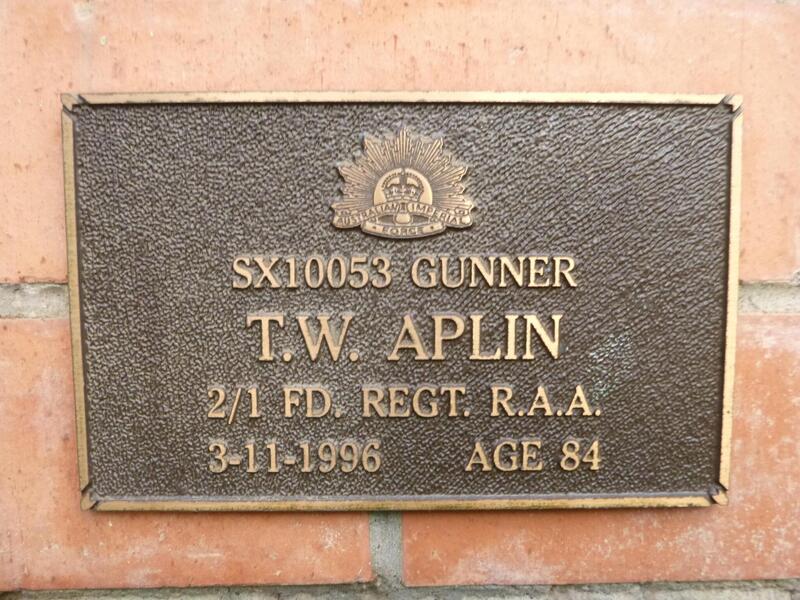 AUSTRALIAN IMPERIAL
FORCE
SX10053 GUNNER
T.W. APLIN
2/1 FD. REGT. R.A.A.
3-11-1996 AGE 84